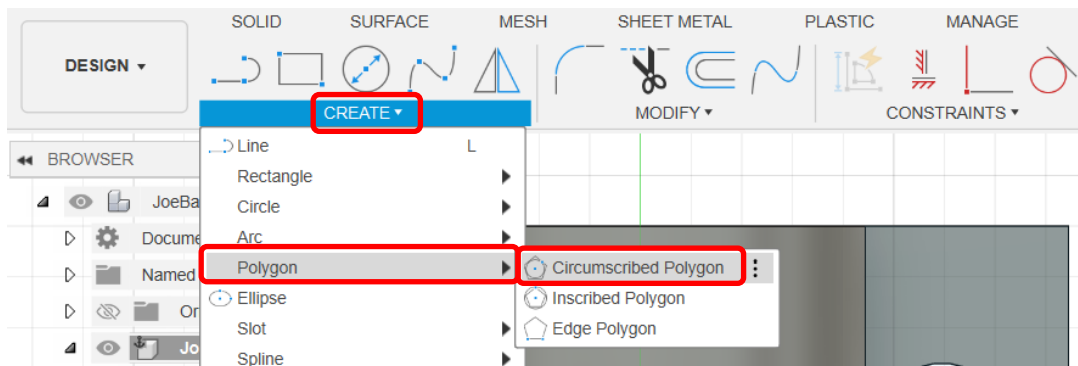 SOLID SURFACE MESH SHEET METAL PLASTIC MANAGE
DESIGN
CREATE MODIFY CONSTRAINTS
BROWSER
Line L
Rectangle
JoeBa
Circle
Docume
Arc
Named
Polygon
Circumscribed Polygon
Or
Ellipse
Inscribed Polygon
Slot
Edge Polygon
Jo
Spline